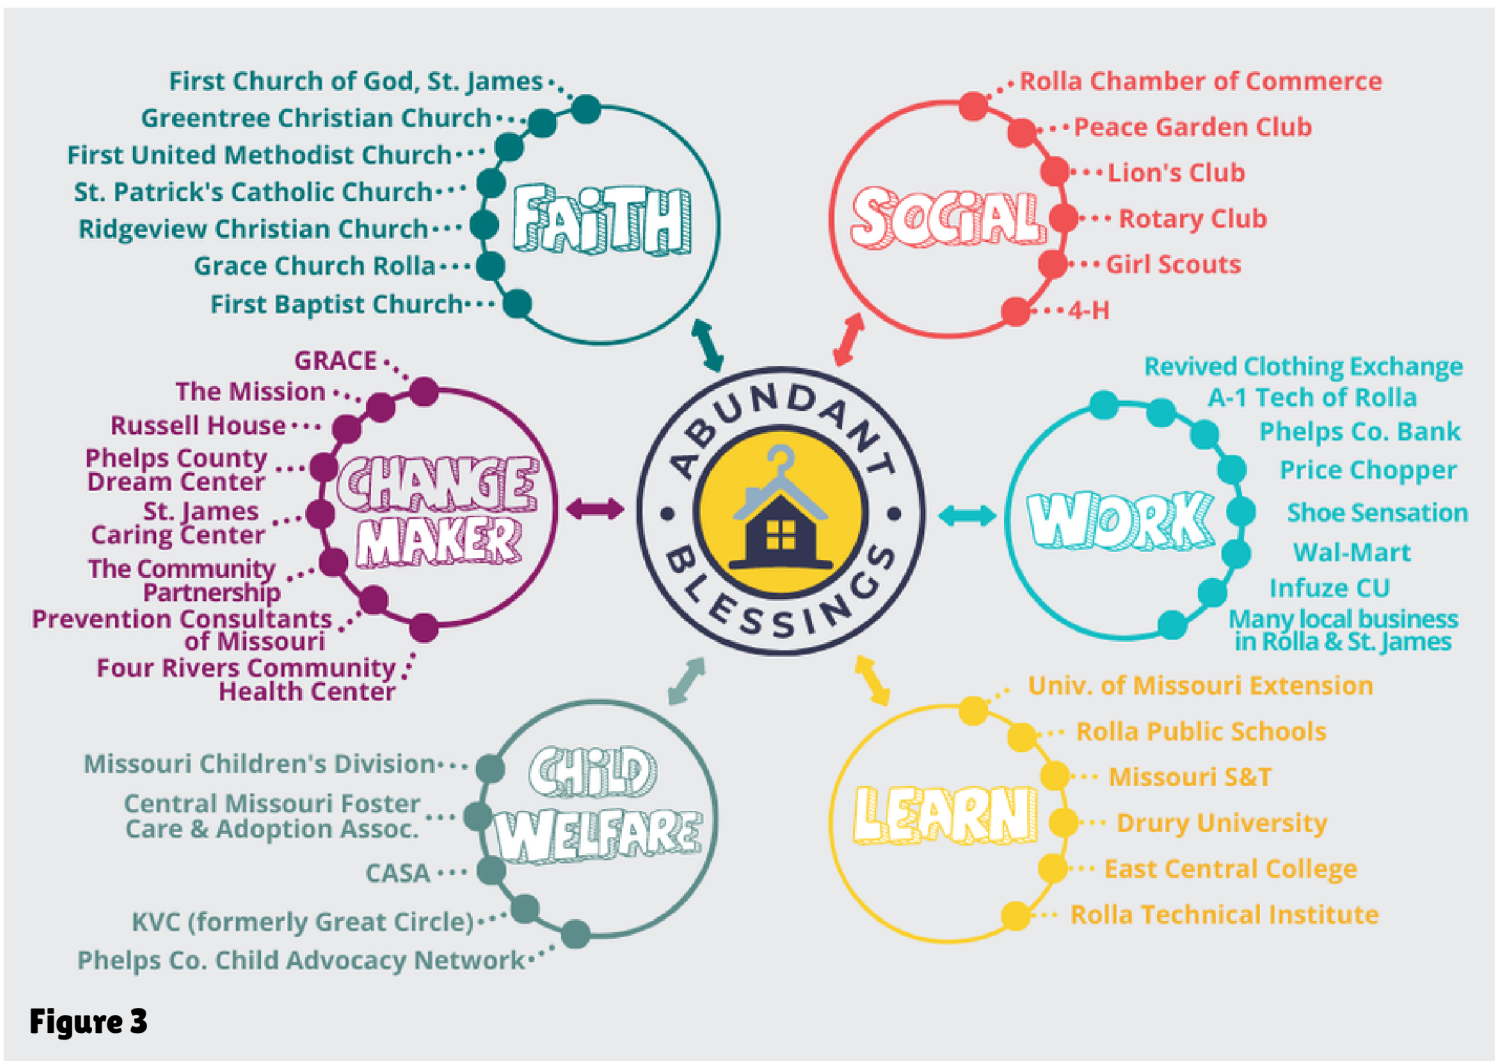 First Church of God, St. James
Greentree Christian Church
First United Methodist Church
St. Patrick's Catholic Church
Ridgeview Christian Church
Grace Church Rolla
First Baptist Church
FAiTH
Rolla Chamber of Commerce
Peace Garden Club
Lion's Club
Rotary Club
Girl Scouts
4-H
SOCiAL
GRACE
The Mission
Russell House
Phelps County
Dream Center
St. James
Caring Center
The Community
Partnership
Prevention Consultants
of Missouri
Four Rivers Community
Health Center
CHANGE
MAKER
ABUNDANT
BLESSINGS
Revived Clothing Exchange
A-1 Tech of Rolla
Phelps Co. Bank
Price Chopper
Shoe Sensation
Wal-Mart
Infuze CU
Many local business
in Rolla & St. James
WORK
Missouri Children's Division
Central Missouri Foster
Care & Adoption Assoc.
CASA
KVC (formerly Great Circle)
Phelps Co. Child Advocacy Network
CHiLD
WELFARE
Univ. of Missouri Extension
Rolla Public Schools
Missouri S&T
Drury University
East Central College
Rolla Technical Institute
LEARN
Figure 3